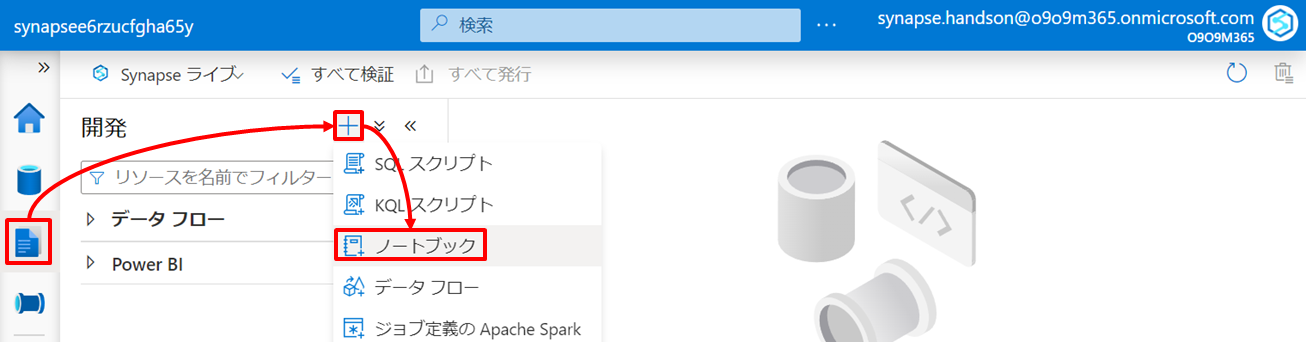 synapsee6rzucfgha65y
検索
synapse.handson@o9o9m365.onmicrosoft.com
O9O9M365
Synapse ライブ
すべて検証
すべて発行
開発
SQL スクリプト
リソースを名前でフィルター
KQL スクリプト
データ フロー
ノートブック
Power BI
データ フロー
ジョブ定義の Apache Spark